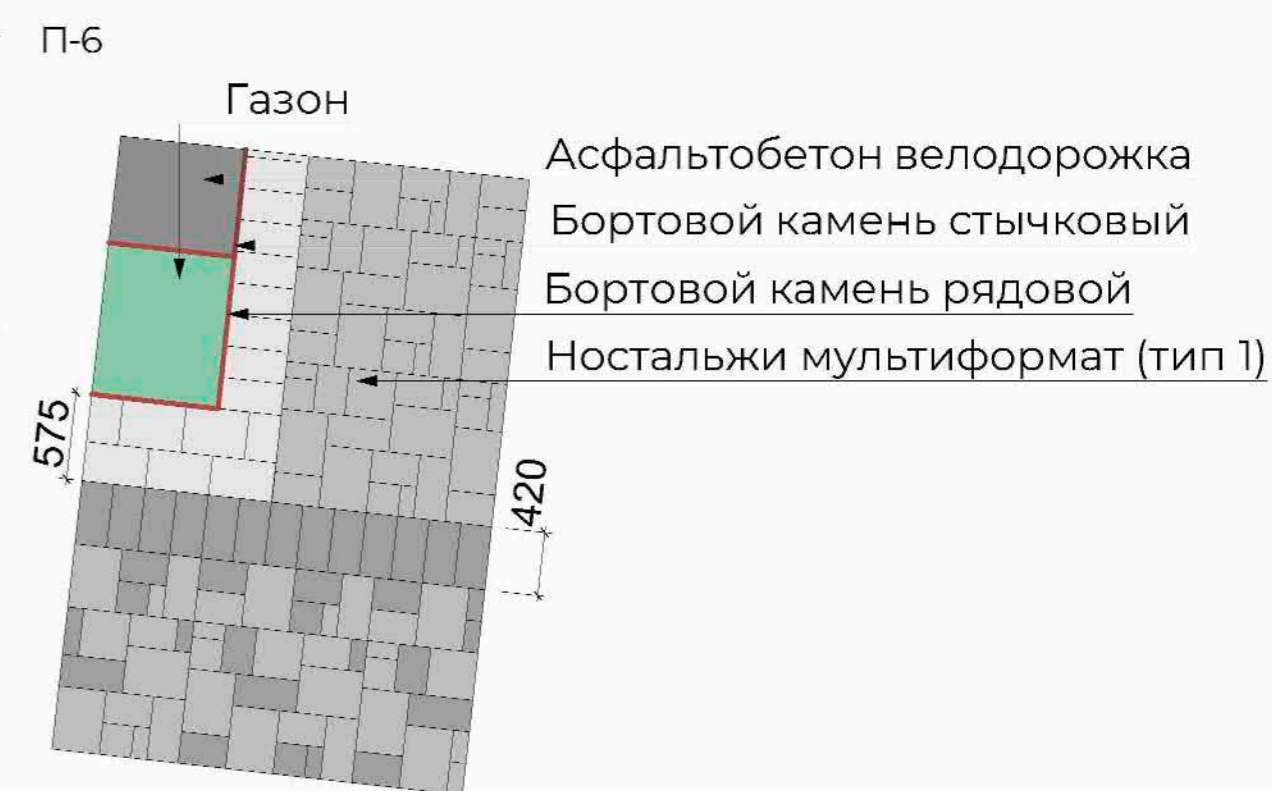 П-6
Газон
Асфальтобетон велодорожка
Бортовой камень стычковый
Бортовой камень рядовой
Ностальжи мультиформат (тип 1)
575
420